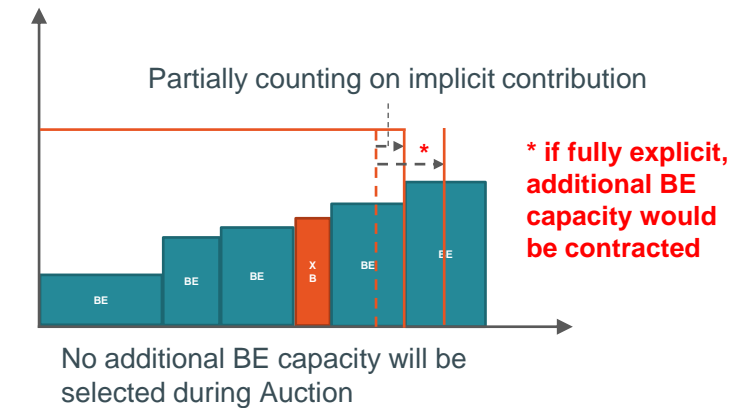 Partially counting on implicit contribution
*
* if fully explicit,
additional BE
capacity would
be contracted
BE
BE
BE
X
B
BE
BE
No additional BE capacity will be
selected during Auction